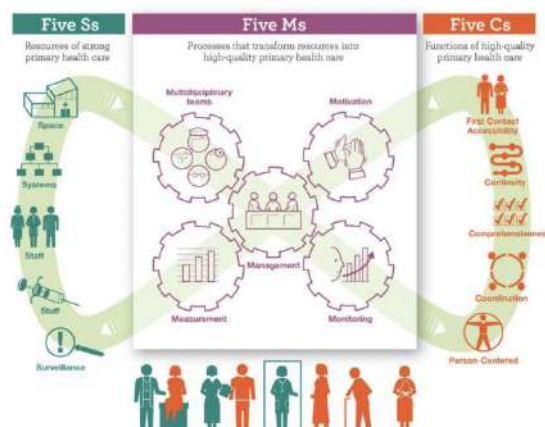 Five Ss
Resources of strong
primary health care
Space
Systems
Staff
Stuff
Surveillance
Five Ms
Processes that transform resources into
high-quality primary health care
Multidisciplinary
teams
Motivation
Management
Measurement
Monitoring
Five Cs
Functions of high-quality
primary health care
First Contact
Accessibility
Continuity
Comprehensiveness
Coordination
Person-Centered